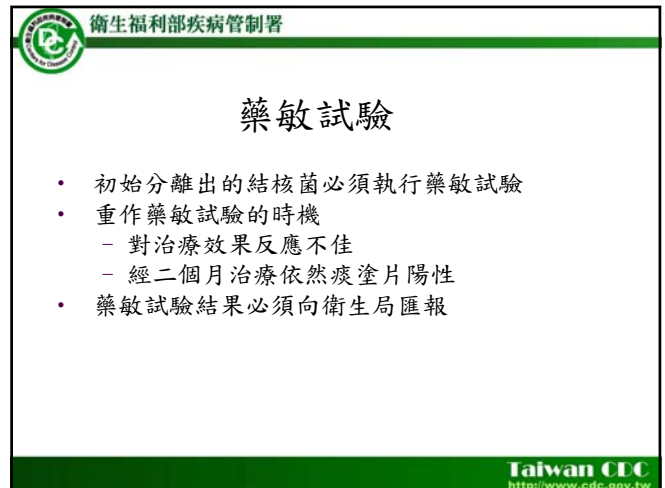 衛生福利部疾病管制署
藥敏試驗
• 初始分離出的結核菌必須執行藥敏試驗
• 重作藥敏試驗的時機
– 對治療效果反應不佳
– 經二個月治療依然痰塗片陽性
• 藥敏試驗結果必須向衛生局匯報
Taiwan CDC
http://www.cdc.gov.tw